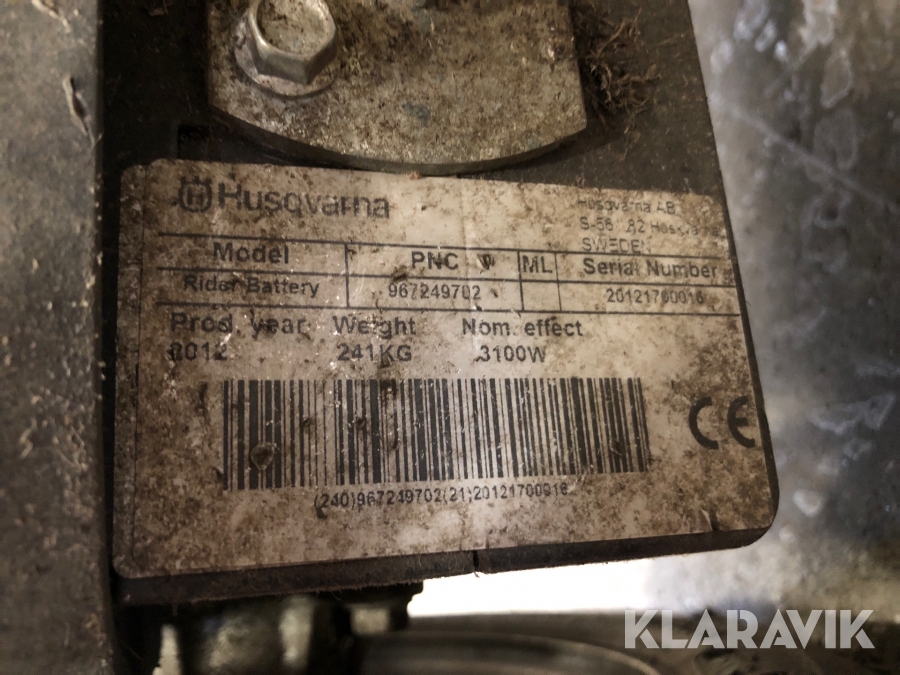 Husqvarna
Husqvarna AB
SWEDEN
Model PNC ML Serial Number
Rider Battery 967249702 20121700016
Prod. year Weight Nom. effect
2012 241KG 3100W
CE
(240)967249702(21)20121700016
KLARAVIK